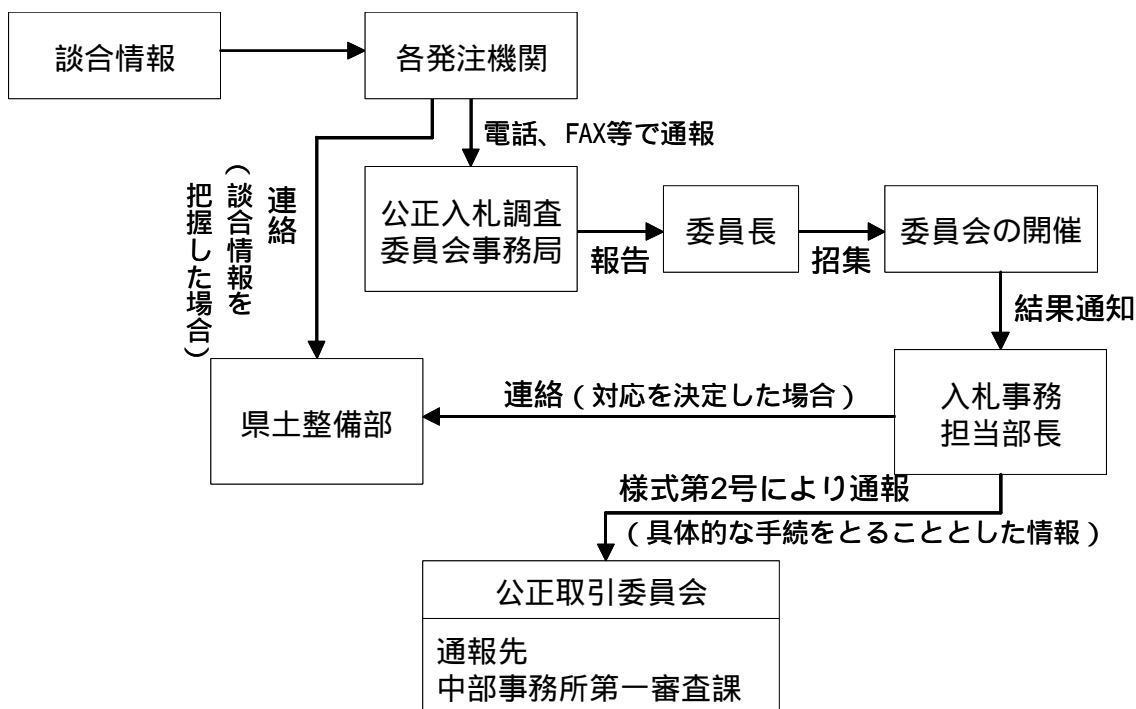 談合情報
各発注機関
電話、FAX等で通報
連絡
(談合情報を
把握した場合)
公正入札調査
委員会事務局
報告
委員長
招集
委員会の開催
結果通知
県土整備部
連絡(対応を決定した場合)
入札事務
担当部長
様式第2号により通報
(具体的な手続をとることとした情報)
公正取引委員会
通報先
中部事務所第一審査課